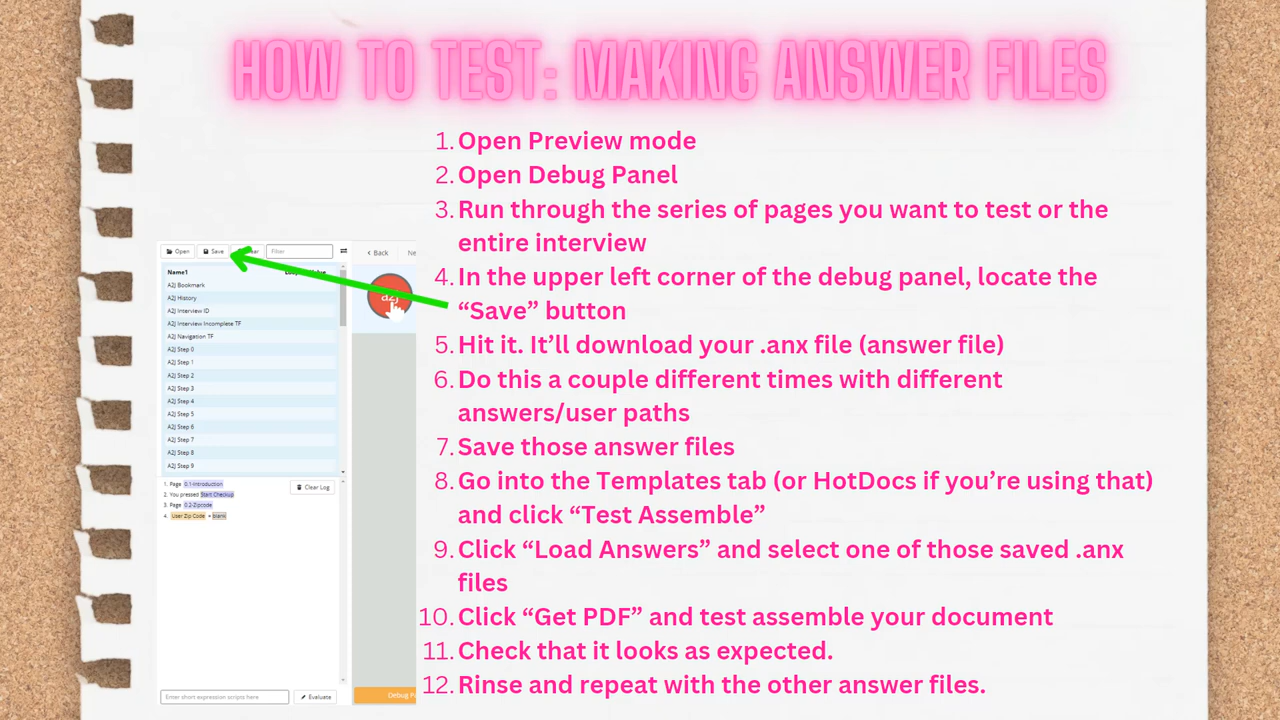 HOW TO TEST: MAKING ANSWER FILES
1. Open Preview mode
2. Open Debug Panel
3. Run through the series of pages you want to test or the
entire interview
4. In the upper left corner of the debug panel, locate the
“Save” button
5. Hit it. It’ll download your .anx file (answer file)
6. Do this a couple different times with different
answers/user paths
7. Save those answer files
8. Go into the Templates tab (or HotDocs if you’re using that)
and click “Test Assemble”
9. Click “Load Answers” and select one of those saved .anx
files
10. Click “Get PDF” and test assemble your document
11. Check that it looks as expected.
12. Rinse and repeat with the other answer files.
Open Save Filter
Back
Name1
A2J Bookmark
A2J History
A2J Interview ID
A2J Interview Incomplete TF
A2J Navigation TF
A2J Step 0
A2J Step 1
A2J Step 2
A2J Step 3
A2J Step 4
A2J Step 5
A2J Step 6
A2J Step 7
A2J Step 8
A2J Step 9
a2j
1. Page 0.1-Introduction
2. You pressed Start Checkup
3. Page 0.2-Zipcode
4. User Zip Code = blank
Clear Log
Enter short expression scripts here
Evaluate